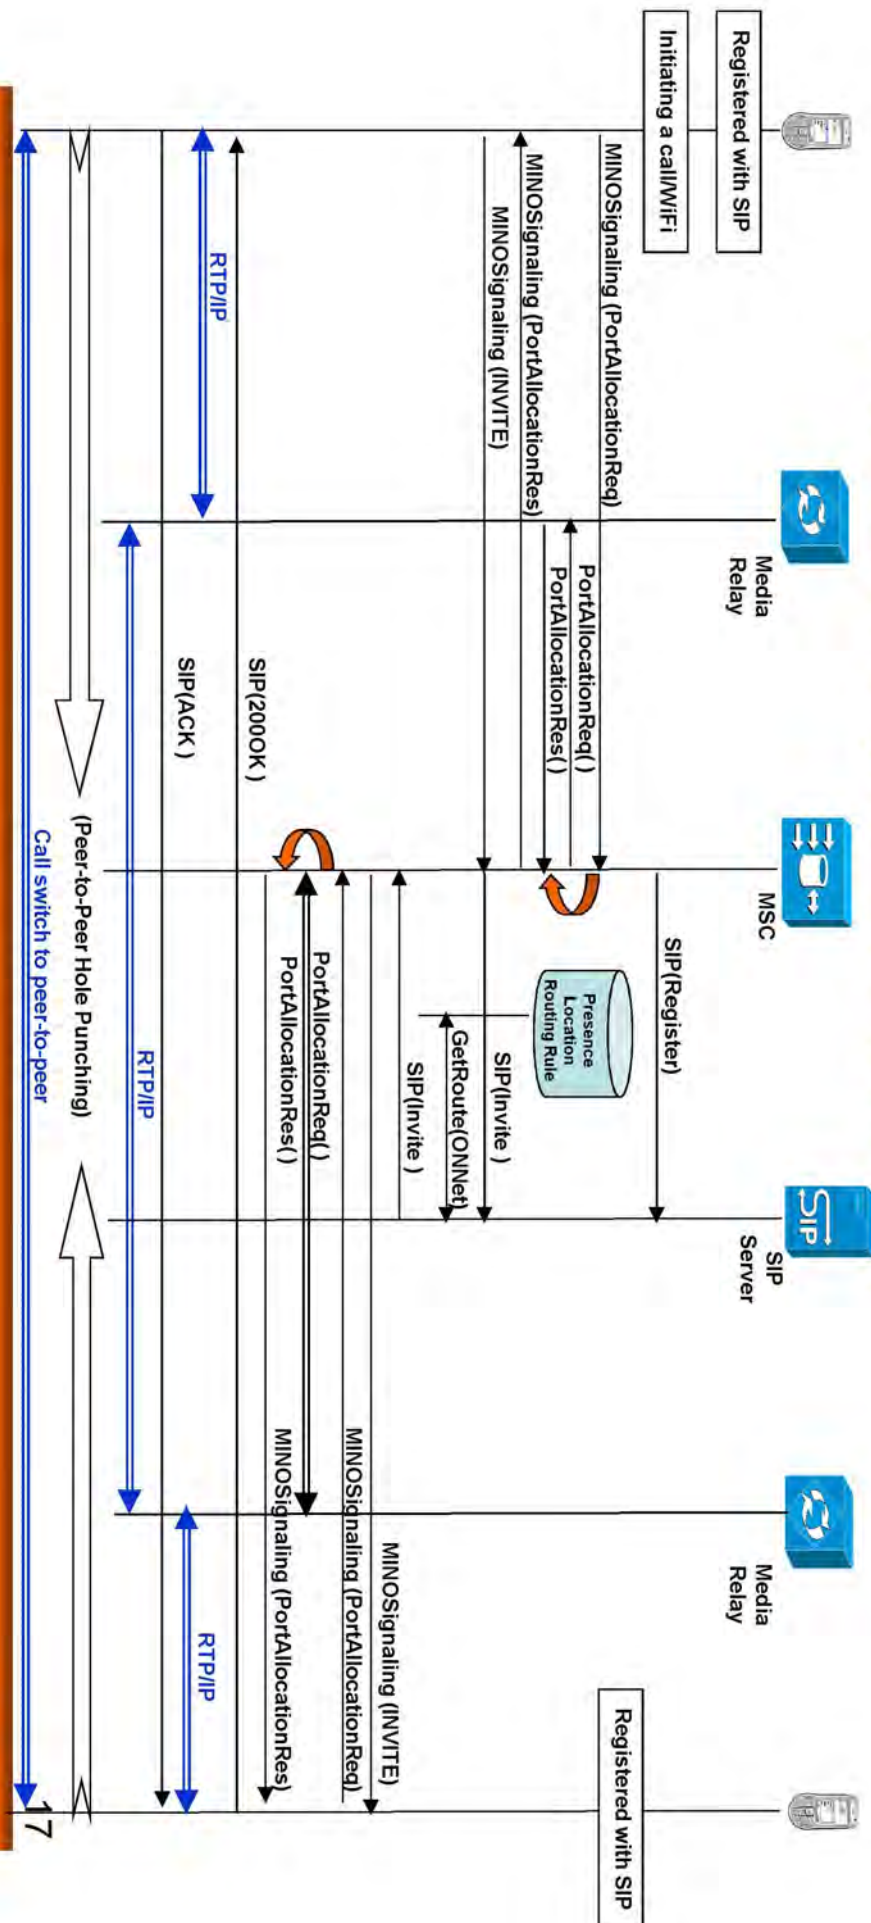 Registered with SIP
Initiating a call/WiFi
Media
Relay
MSC
SIP
SIP
Server
Media
Relay
Registered with SIP
SIP(Register)
MINOSignaling (PortAllocationReq)
PortAllocationReq()
PortAllocationRes()
MINOSignaling (PortAllocationRes)
MINOSignaling (INVITE)
Presence
Location
Routing Rule
SIP(Invite )
GetRoute(ONNet)
SIP(Invite )
MINOSignaling (INVITE)
MINOSignaling (PortAllocationReq)
PortAllocationReq()
PortAllocationRes()
MINOSignaling (PortAllocationRes)
SIP(200OK )
RTP/IP
SIP(ACK )
RTP/IP
RTP/IP
(Peer-to-Peer Hole Punching)
Call switch to peer-to-peer
17